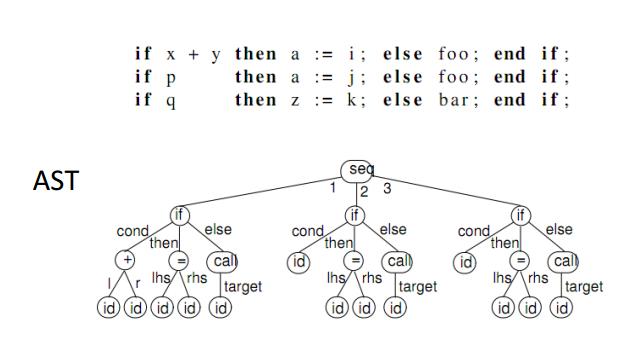 if x + y then a := i; else foo; end if;
if p then a := j; else foo; end if;
if q then z := k; else bar; end if;
AST
seq
1 2 3
if if if
cond then else cond then else cond then else
+ = call id = call id = call
l r lhs rhs target lhs rhs target lhs rhs target
id id id id id id id id id id id